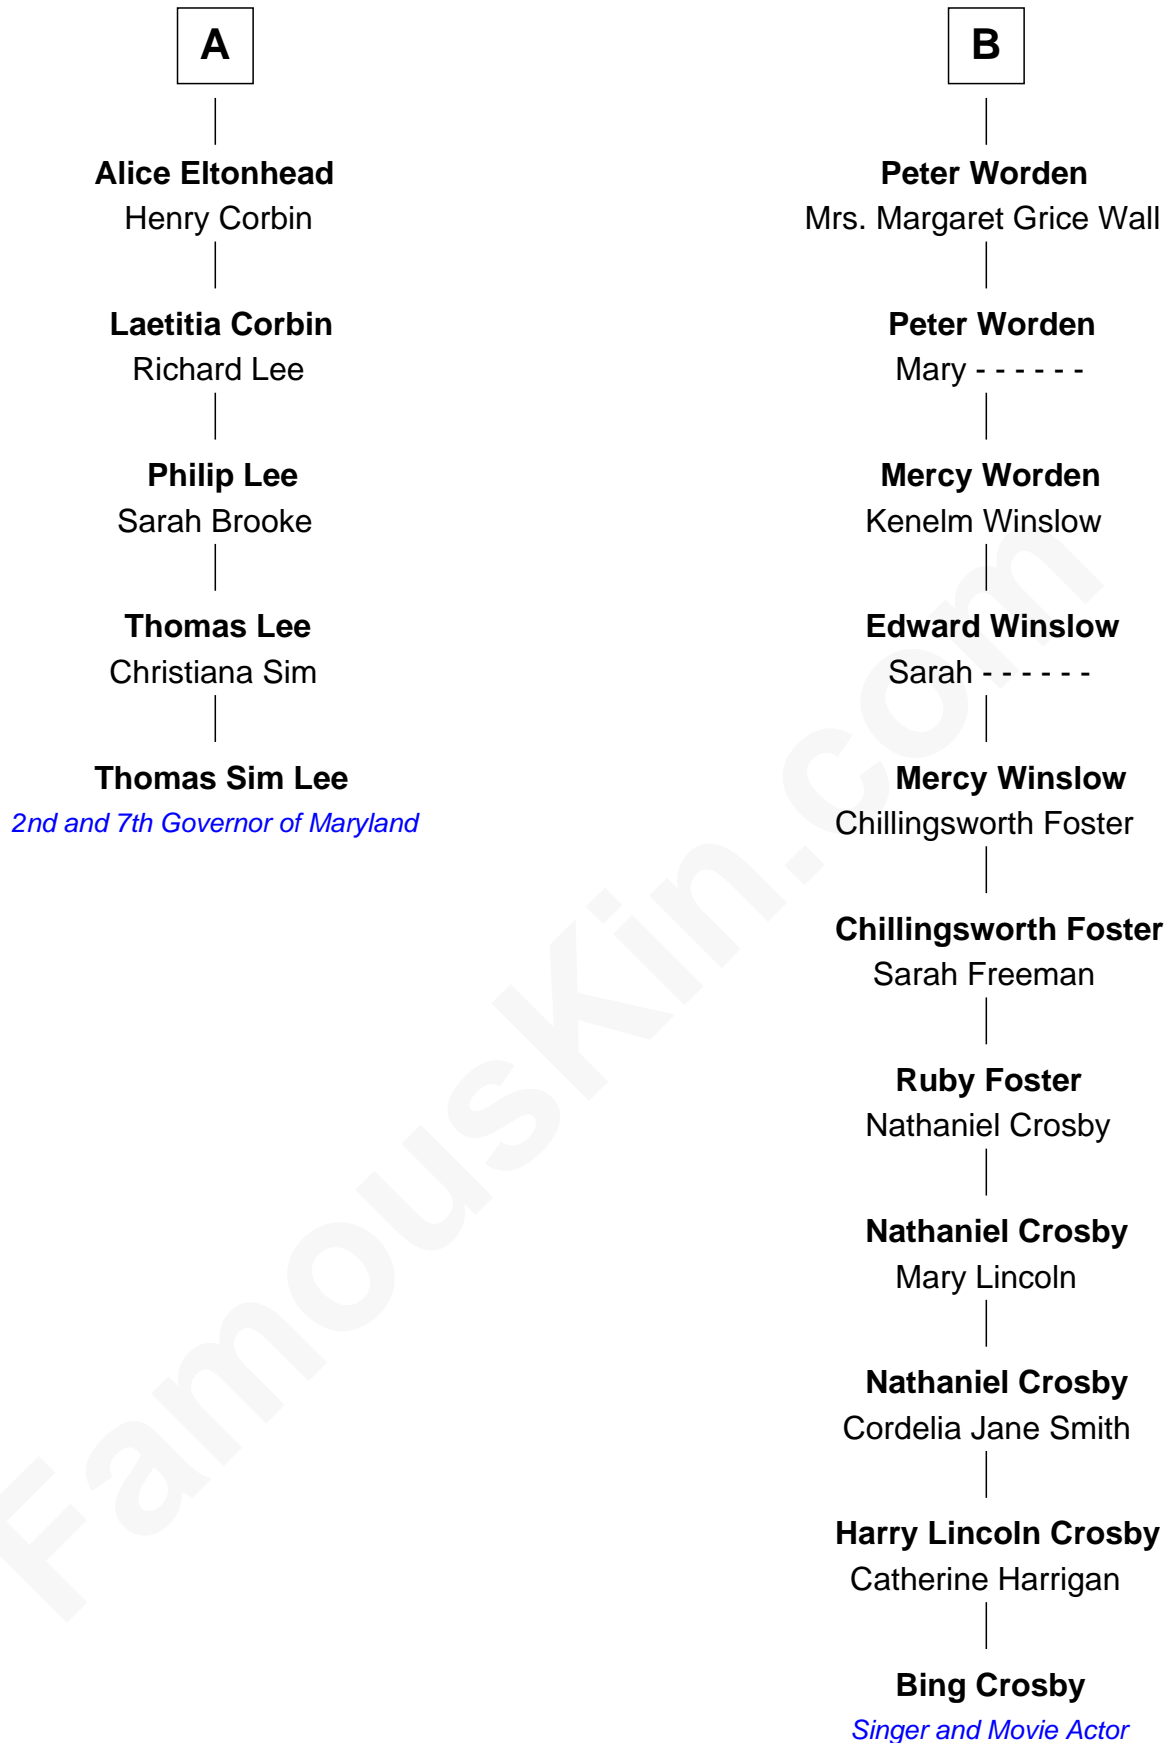 A
Alice Eltonhead
Henry Corbin
Laetitia Corbin
Richard Lee
Philip Lee
Sarah Brooke
Thomas Lee
Christiana Sim
Thomas Sim Lee
2nd and 7th Governor of Maryland
B
Peter Worden
Mrs. Margaret Grice Wall
Peter Worden
Mary - - - - - -
Mercy Worden
Kenelm Winslow
Edward Winslow
Sarah - - - - - -
Mercy Winslow
Chillingsworth Foster
Chillingsworth Foster
Sarah Freeman
Ruby Foster
Nathaniel Crosby
Nathaniel Crosby
Mary Lincoln
Nathaniel Crosby
Cordelia Jane Smith
Harry Lincoln Crosby
Catherine Harrigan
Bing Crosby
Singer and Movie Actor
FamousKin.com